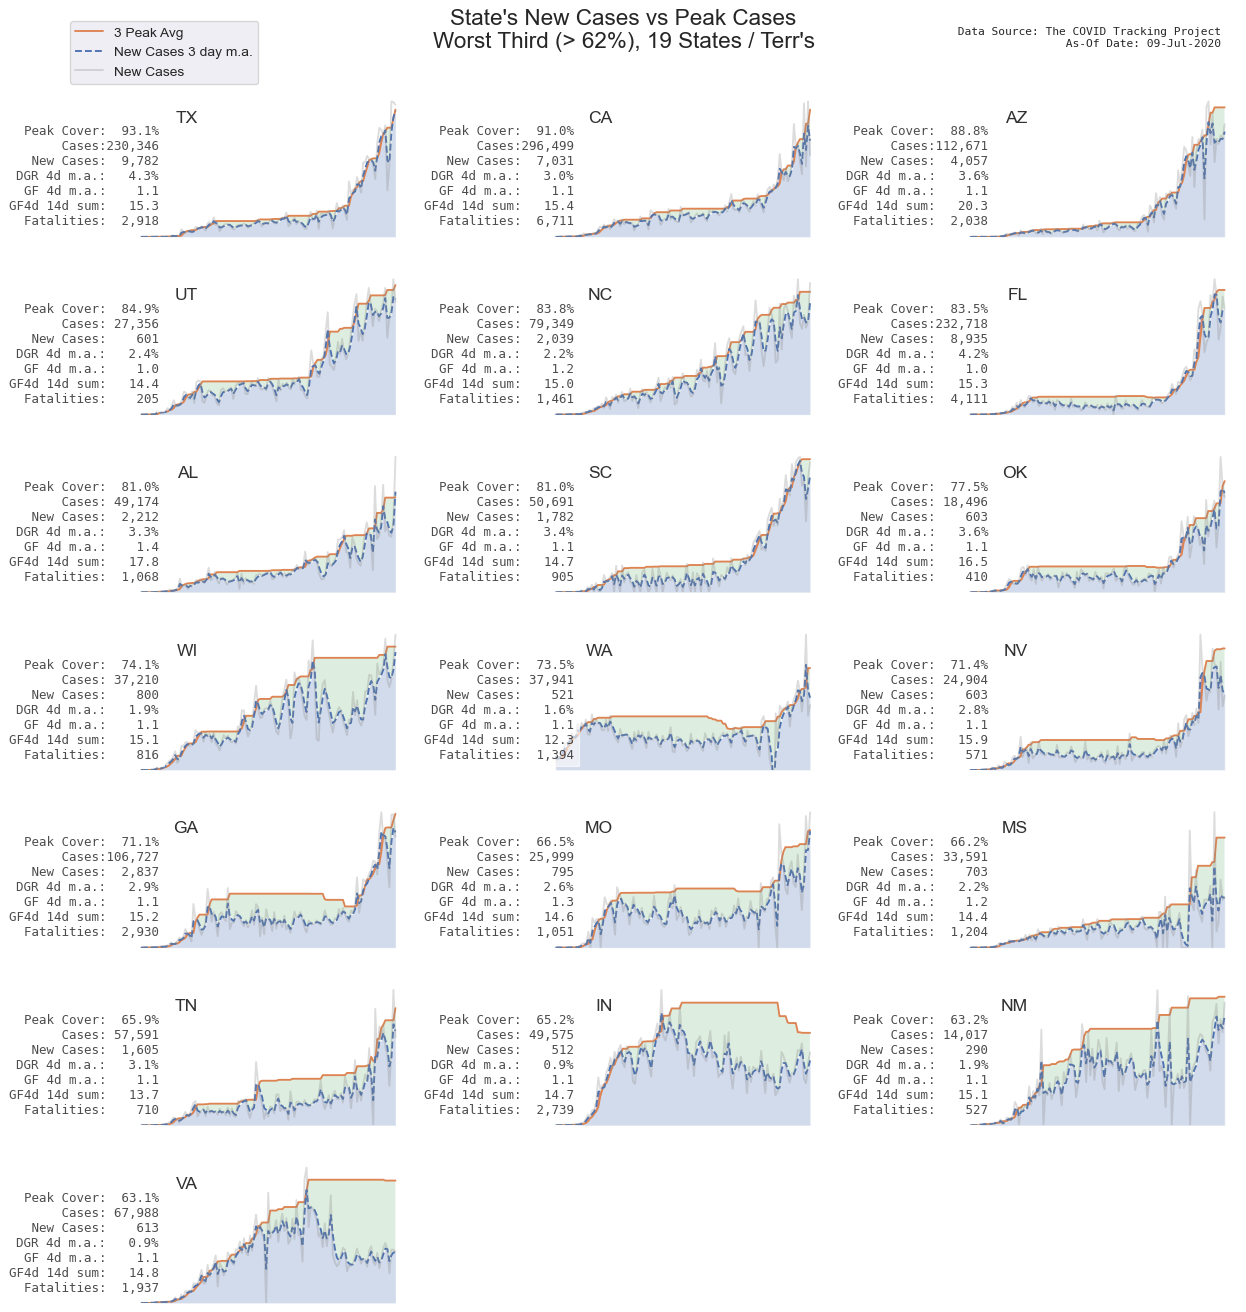 State's New Cases vs Peak Cases
Worst Third (> 62%), 19 States / Terr's
3 Peak Avg
New Cases 3 day m.a.
New Cases
Data Source: The COVID Tracking Project
As-Of Date: 09-Jul-2020
TX
Peak Cover: 93.1%
Cases:230,346
New Cases: 9,782
DGR 4d m.a.: 4.3%
GF 4d m.a.: 1.1
GF4d 14d sum: 15.3
Fatalities: 2,918
CA
Peak Cover: 91.0%
Cases:296,499
New Cases: 7,031
DGR 4d m.a.: 3.0%
GF 4d m.a.: 1.1
GF4d 14d sum: 15.4
Fatalities: 6,711
AZ
Peak Cover: 88.8%
Cases:112,671
New Cases: 4,057
DGR 4d m.a.: 3.6%
GF 4d m.a.: 1.1
GF4d 14d sum: 20.3
Fatalities: 2,038
UT
Peak Cover: 84.9%
Cases: 27,356
New Cases: 601
DGR 4d m.a.: 2.4%
GF 4d m.a.: 1.0
GF4d 14d sum: 14.4
Fatalities: 205
NC
Peak Cover: 83.8%
Cases: 79,349
New Cases: 2,039
DGR 4d m.a.: 2.2%
GF 4d m.a.: 1.2
GF4d 14d sum: 15.0
Fatalities: 1,461
FL
Peak Cover: 83.5%
Cases:232,718
New Cases: 8,935
DGR 4d m.a.: 4.2%
GF 4d m.a.: 1.0
GF4d 14d sum: 15.3
Fatalities: 4,111
AL
Peak Cover: 81.0%
Cases: 49,174
New Cases: 2,212
DGR 4d m.a.: 3.3%
GF 4d m.a.: 1.4
GF4d 14d sum: 17.8
Fatalities: 1,068
SC
Peak Cover: 81.0%
Cases: 50,691
New Cases: 1,782
DGR 4d m.a.: 3.4%
GF 4d m.a.: 1.1
GF4d 14d sum: 14.7
Fatalities: 905
OK
Peak Cover: 77.5%
Cases: 18,496
New Cases: 603
DGR 4d m.a.: 3.6%
GF 4d m.a.: 1.1
GF4d 14d sum: 16.5
Fatalities: 410
WI
Peak Cover: 74.1%
Cases: 37,210
New Cases: 800
DGR 4d m.a.: 1.9%
GF 4d m.a.: 1.1
GF4d 14d sum: 15.1
Fatalities: 816
WA
Peak Cover: 73.5%
Cases: 37,941
New Cases: 521
DGR 4d m.a.: 1.6%
GF 4d m.a.: 1.1
GF4d 14d sum: 12.3
Fatalities: 1,394
NV
Peak Cover: 71.4%
Cases: 24,904
New Cases: 603
DGR 4d m.a.: 2.8%
GF 4d m.a.: 1.1
GF4d 14d sum: 15.9
Fatalities: 571
GA
Peak Cover: 71.1%
Cases:106,727
New Cases: 2,837
DGR 4d m.a.: 2.9%
GF 4d m.a.: 1.1
GF4d 14d sum: 15.2
Fatalities: 2,930
MO
Peak Cover: 66.5%
Cases: 25,999
New Cases: 795
DGR 4d m.a.: 2.6%
GF 4d m.a.: 1.3
GF4d 14d sum: 14.6
Fatalities: 1,051
MS
Peak Cover: 66.2%
Cases: 33,591
New Cases: 703
DGR 4d m.a.: 2.2%
GF 4d m.a.: 1.2
GF4d 14d sum: 14.4
Fatalities: 1,204
TN
Peak Cover: 65.9%
Cases: 57,591
New Cases: 1,605
DGR 4d m.a.: 3.1%
GF 4d m.a.: 1.1
GF4d 14d sum: 13.7
Fatalities: 710
IN
Peak Cover: 65.2%
Cases: 49,575
New Cases: 512
DGR 4d m.a.: 0.9%
GF 4d m.a.: 1.1
GF4d 14d sum: 14.7
Fatalities: 2,739
NM
Peak Cover: 63.2%
Cases: 14,017
New Cases: 290
DGR 4d m.a.: 1.9%
GF 4d m.a.: 1.1
GF4d 14d sum: 15.1
Fatalities: 527
VA
Peak Cover: 63.1%
Cases: 67,988
New Cases: 613
DGR 4d m.a.: 0.9%
GF 4d m.a.: 1.1
GF4d 14d sum: 14.8
Fatalities: 1,937